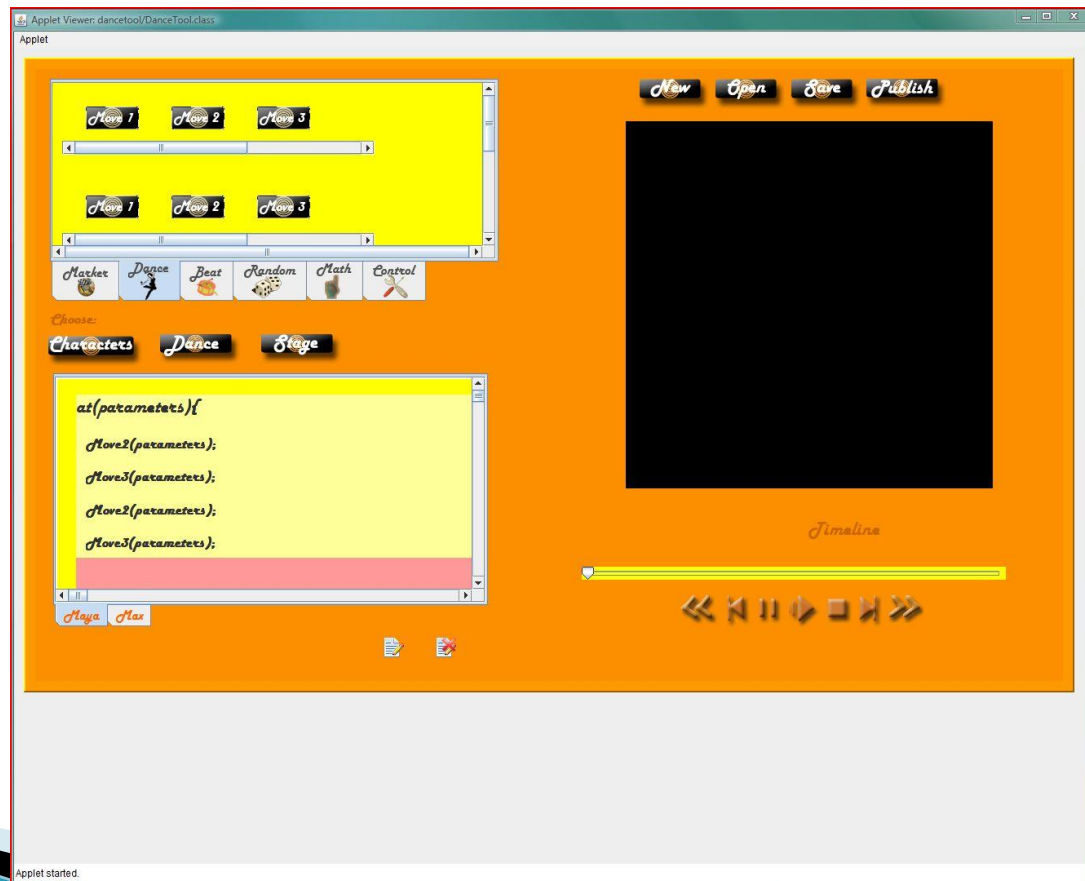 Applet Viewer: dancetool/DanceTool.class
Applet
New Open Save Publish
Move 1 Move 2 Move 3
Move 1 Move 2 Move 3
Marker Dance Beat Random Math Control
Choose:
Characters Dance Stage
at(parameters){
Move2(parameters);
Move3(parameters);
Move2(parameters);
Move3(parameters);
Maya Max
Timeline
Applet started.